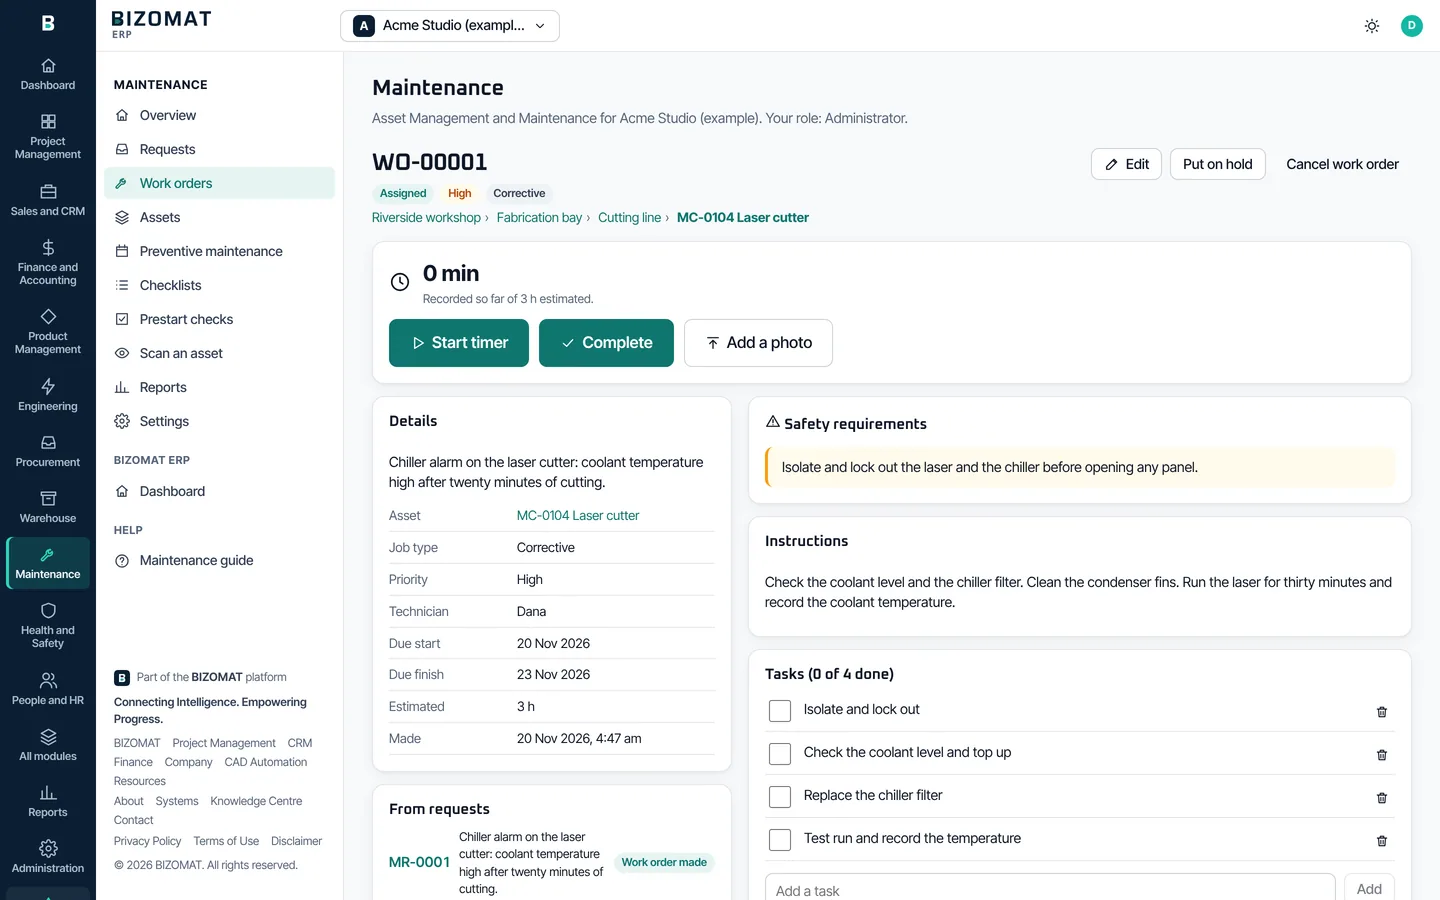 B
Dashboard
Project
Management
Sales and CRM
Finance and
Accounting
Product
Management
Engineering
Procurement
Warehouse
Maintenance
Health and
Safety
People and HR
All modules
Reports
Administration
BIZOMAT
ERP
A Acme Studio (exampl...
D
MAINTENANCE
Overview
Requests
Work orders
Assets
Preventive maintenance
Checklists
Prestart checks
Scan an asset
Reports
Settings
BIZOMAT ERP
Dashboard
HELP
Maintenance guide
B Part of the BIZOMAT platform
Connecting Intelligence. Empowering
Progress.
BIZOMAT Project Management CRM
Finance Company CAD Automation
Resources
About Systems Knowledge Centre
Contact
Privacy Policy Terms of Use Disclaimer
© 2026 BIZOMAT. All rights reserved.
Maintenance
Asset Management and Maintenance for Acme Studio (example). Your role: Administrator.
WO-00001
Edit Put on hold Cancel work order
Assigned High Corrective
Riverside workshop › Fabrication bay › Cutting line › MC-0104 Laser cutter
0 min
Recorded so far of 3 h estimated.
Start timer Complete Add a photo
Details
Chiller alarm on the laser cutter: coolant temperature
high after twenty minutes of cutting.
Asset MC-0104 Laser cutter
Job type Corrective
Priority High
Technician Dana
Due start 20 Nov 2026
Due finish 23 Nov 2026
Estimated 3 h
Made 20 Nov 2026, 4:47 am
From requests
MR-0001
Chiller alarm on the laser
cutter: coolant temperature
high after twenty minutes of
cutting.
Work order made
Safety requirements
Isolate and lock out the laser and the chiller before opening any panel.
Instructions
Check the coolant level and the chiller filter. Clean the condenser fins. Run the laser for thirty minutes and
record the coolant temperature.
Tasks (0 of 4 done)
Isolate and lock out
Check the coolant level and top up
Replace the chiller filter
Test run and record the temperature
Add a task Add